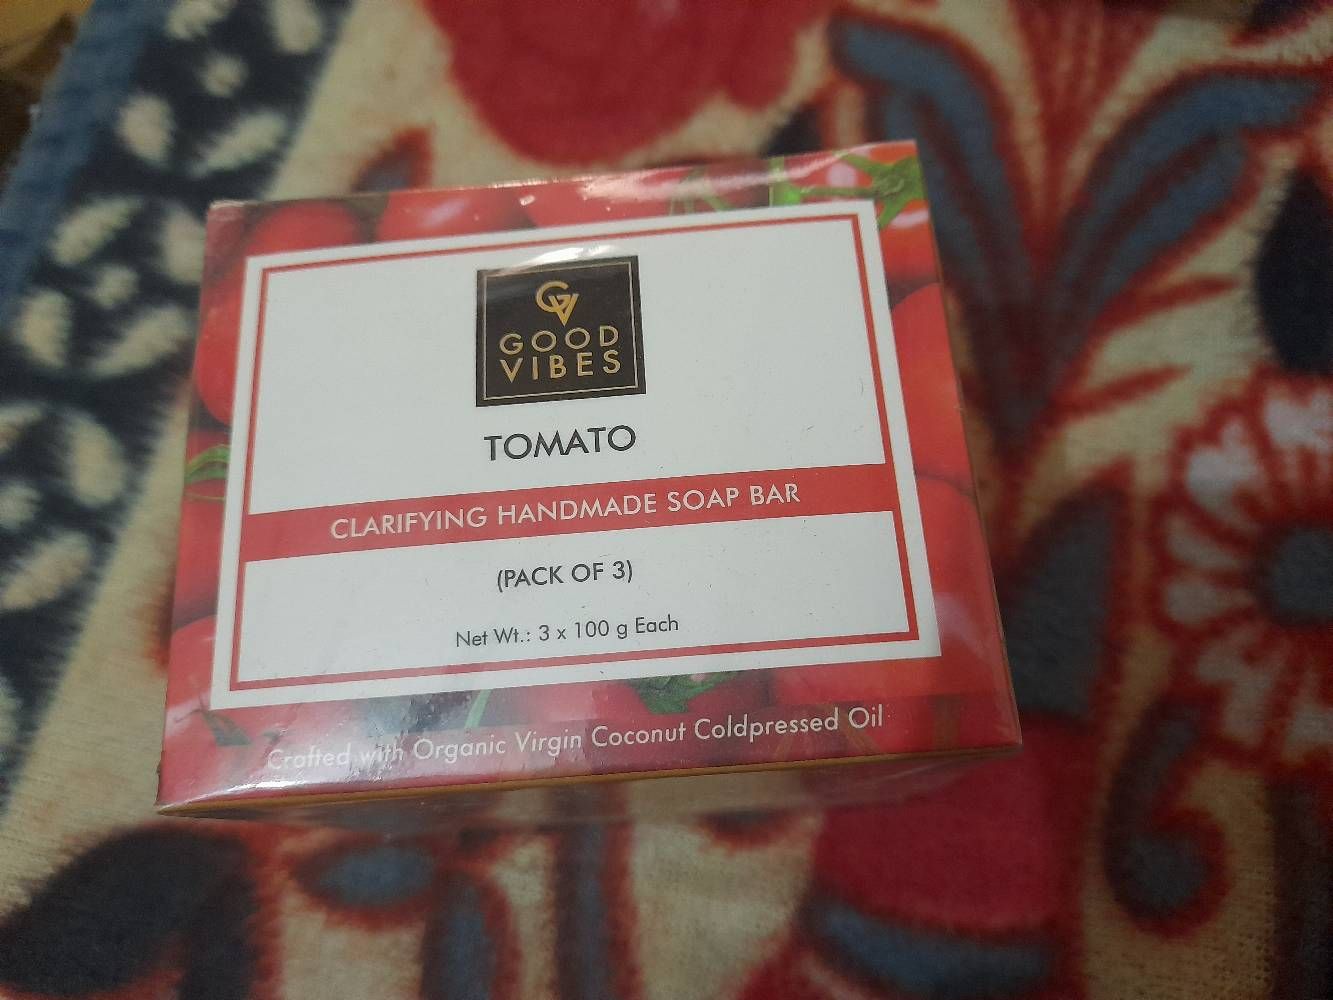 GV
GOOD
VIBES
TOMATO
CLARIFYING HANDMADE SOAP BAR
(PACK OF 3)
Net Wt.: 3 x 100 g Each
Crafted with Organic Virgin Coconut Coldpressed Oil